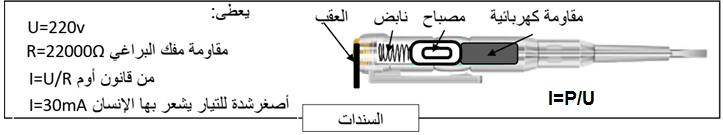 يعطى:
U=220v
مقاومة مفك البراغي R=22000Ω
من قانون أوم I=U/R
أصغرشدة للتيار يشعر بها الإنسان I=30mA
العقب
نابض
مصباح
مقاومة كهربائية
I=P/U
السندات